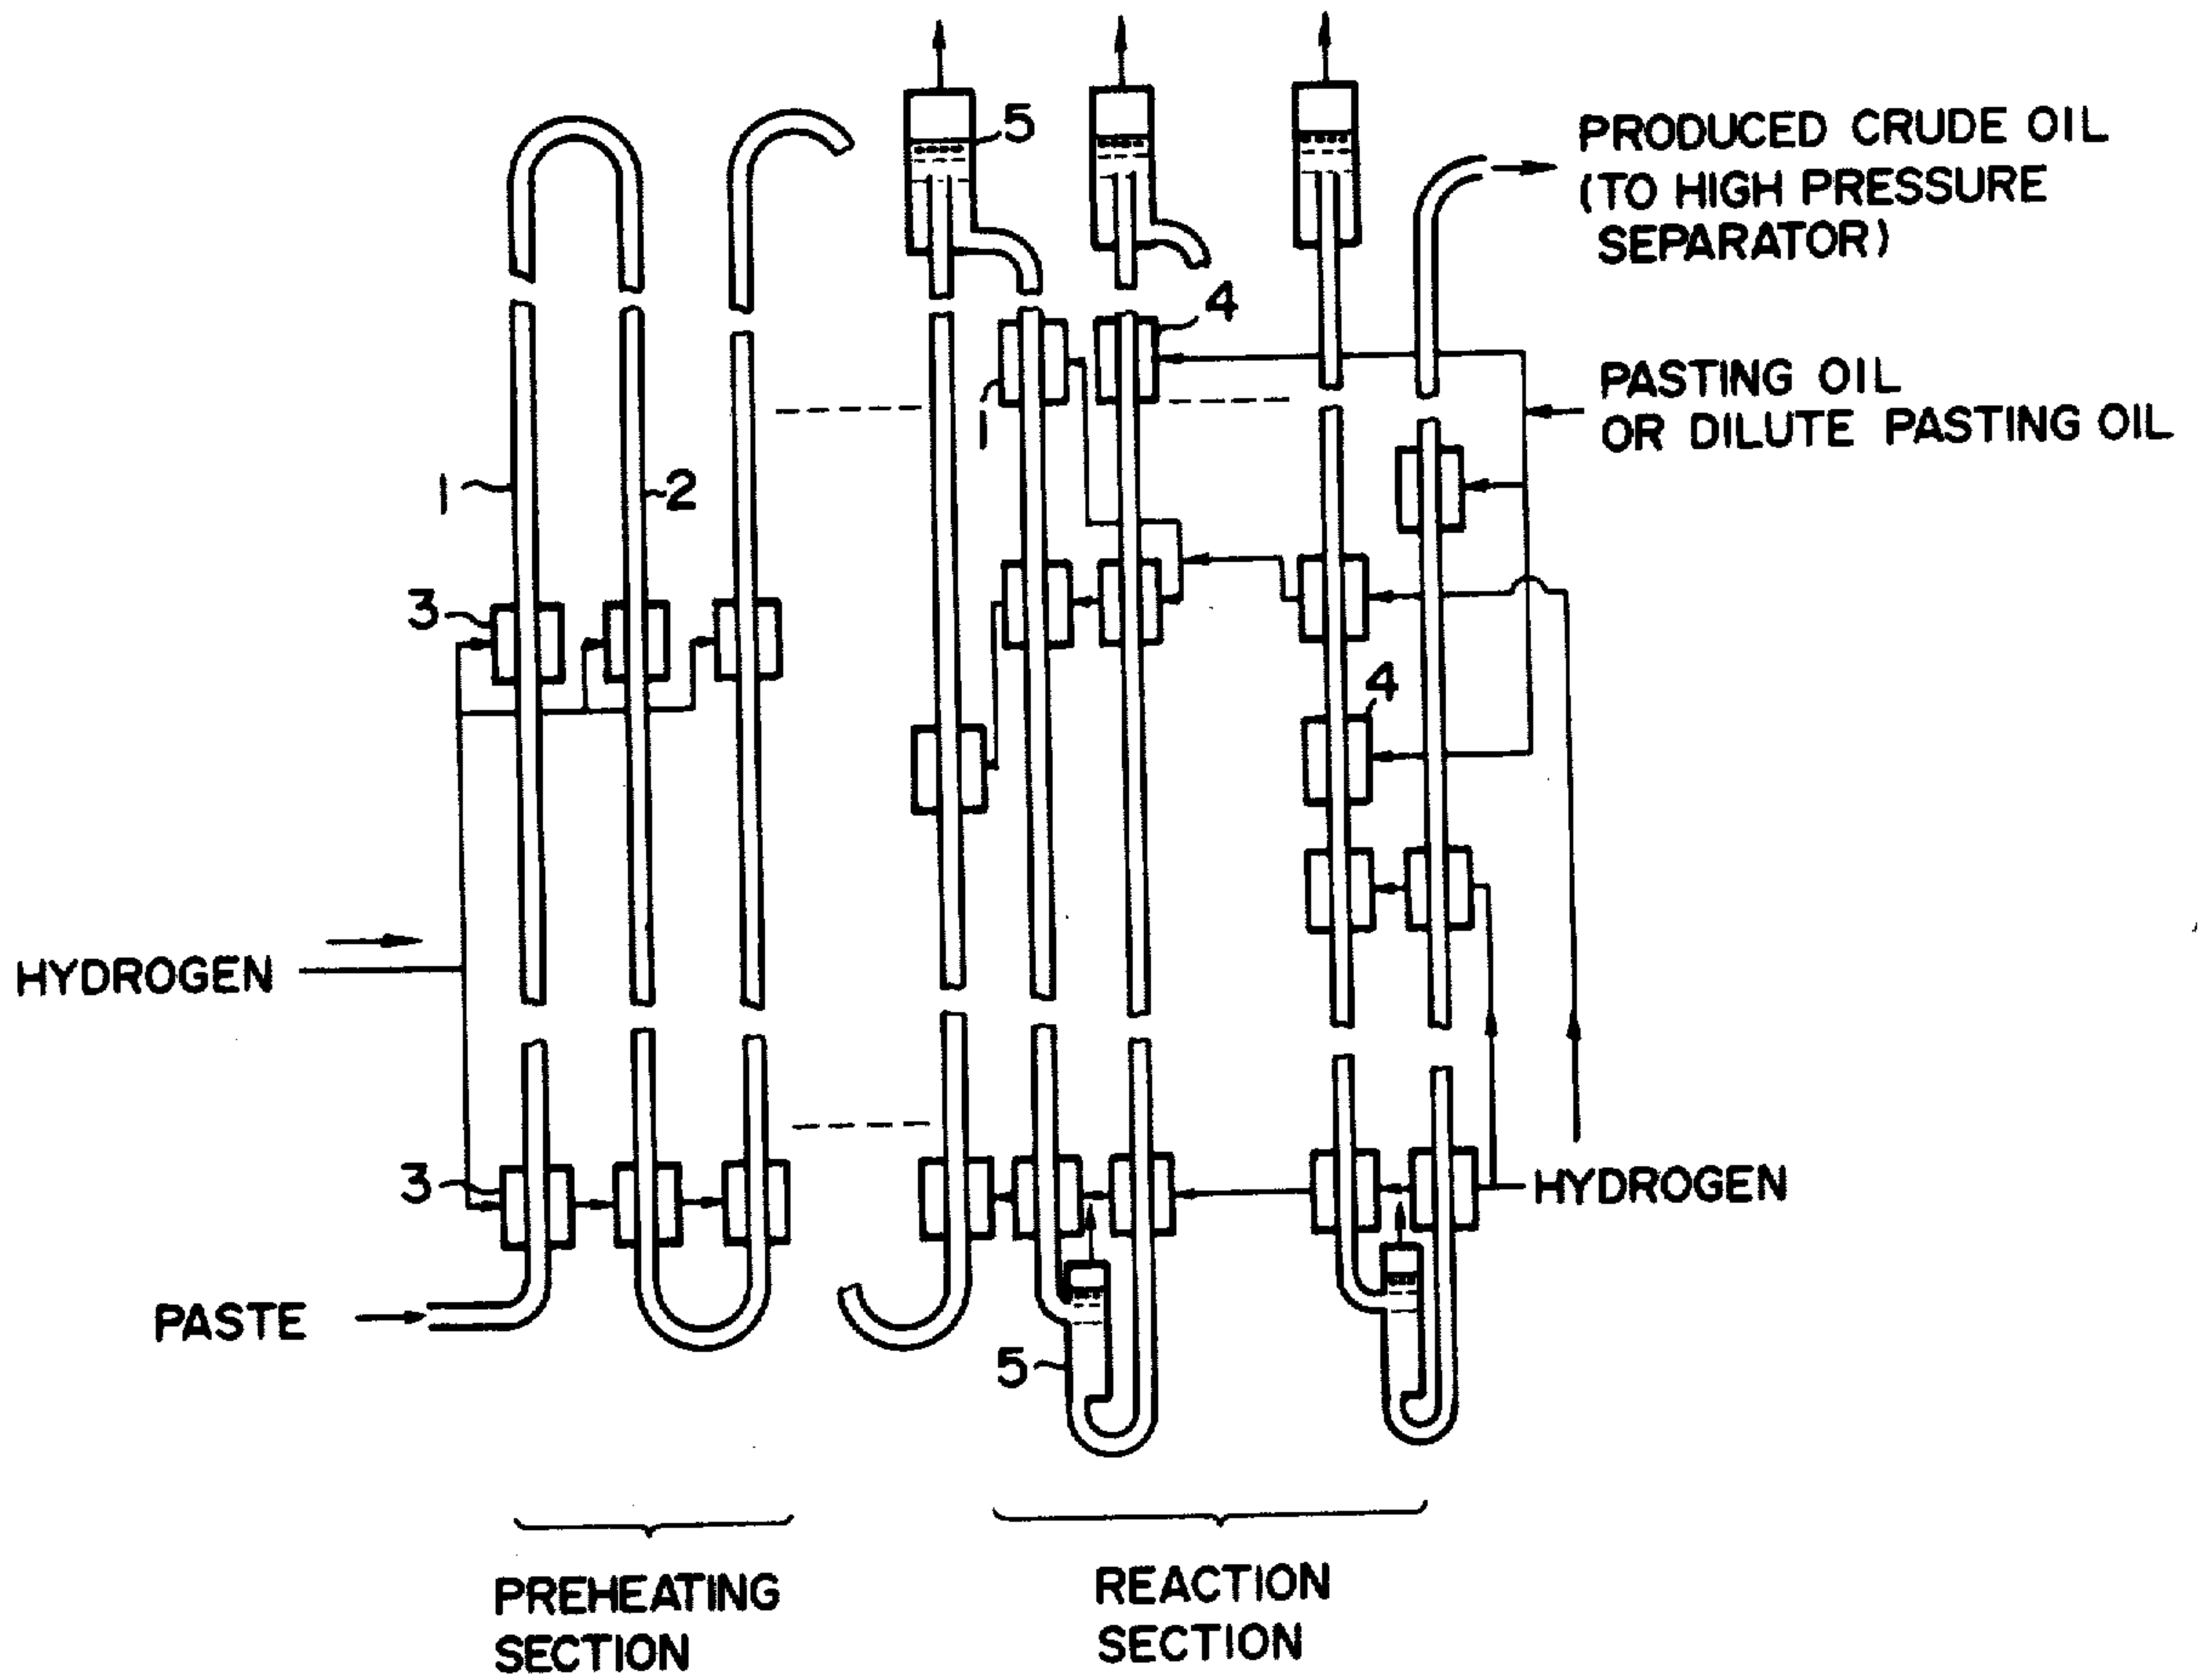 5
PRODUCED CRUDE OIL
(TO HIGH PRESSURE
SEPARATOR)
4
1
PASTING OIL
OR DILUTE PASTING OIL
1
2
3
4
HYDROGEN
3
HYDROGEN
PASTE
5
PREHEATING
SECTION
REACTION
SECTION